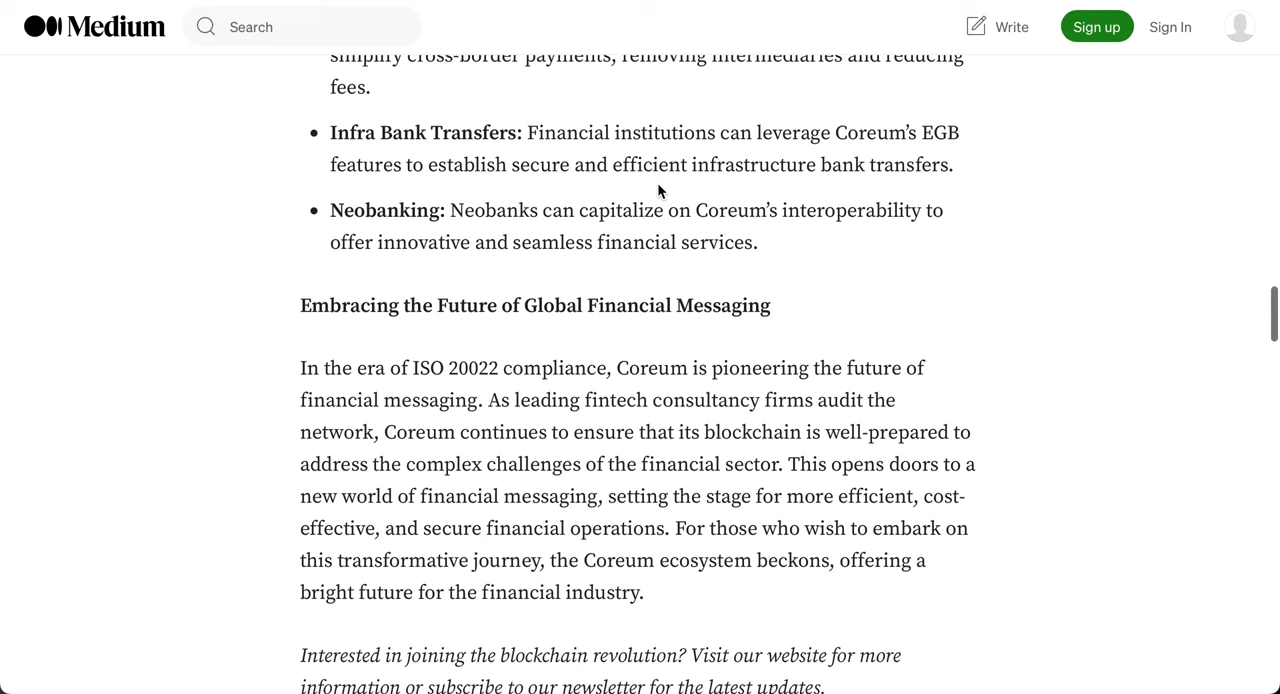 Medium
Search
Write
Sign up
Sign In
simplify cross-border payments, removing intermediaries and reducing
fees.
Infra Bank Transfers: Financial institutions can leverage Coreum’s EGB
features to establish secure and efficient infrastructure bank transfers.
Neobanking: Neobanks can capitalize on Coreum’s interoperability to
offer innovative and seamless financial services.
Embracing the Future of Global Financial Messaging
In the era of ISO 20022 compliance, Coreum is pioneering the future of
financial messaging. As leading fintech consultancy firms audit the
network, Coreum continues to ensure that its blockchain is well-prepared to
address the complex challenges of the financial sector. This opens doors to a
new world of financial messaging, setting the stage for more efficient, cost-
effective, and secure financial operations. For those who wish to embark on
this transformative journey, the Coreum ecosystem beckons, offering a
bright future for the financial industry.
Interested in joining the blockchain revolution? Visit our website for more
information or subscribe to our newsletter for the latest updates.